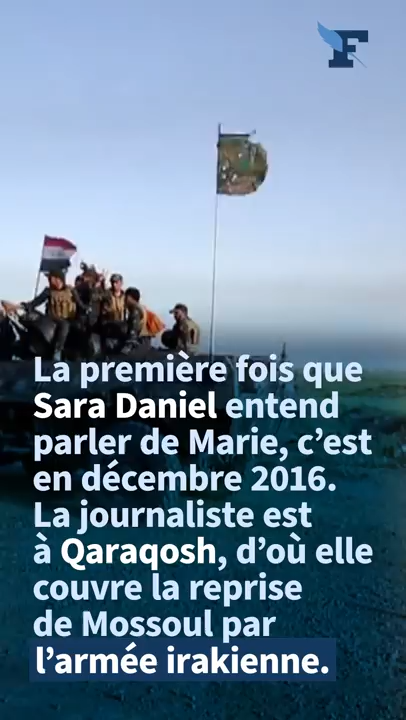 F
La première fois que
Sara Daniel entend
parler de Marie, c’est
en décembre 2016.
La journaliste est
à Qaraqosh, d’où elle
couvre la reprise
de Mossoul par
l’armée irakienne.